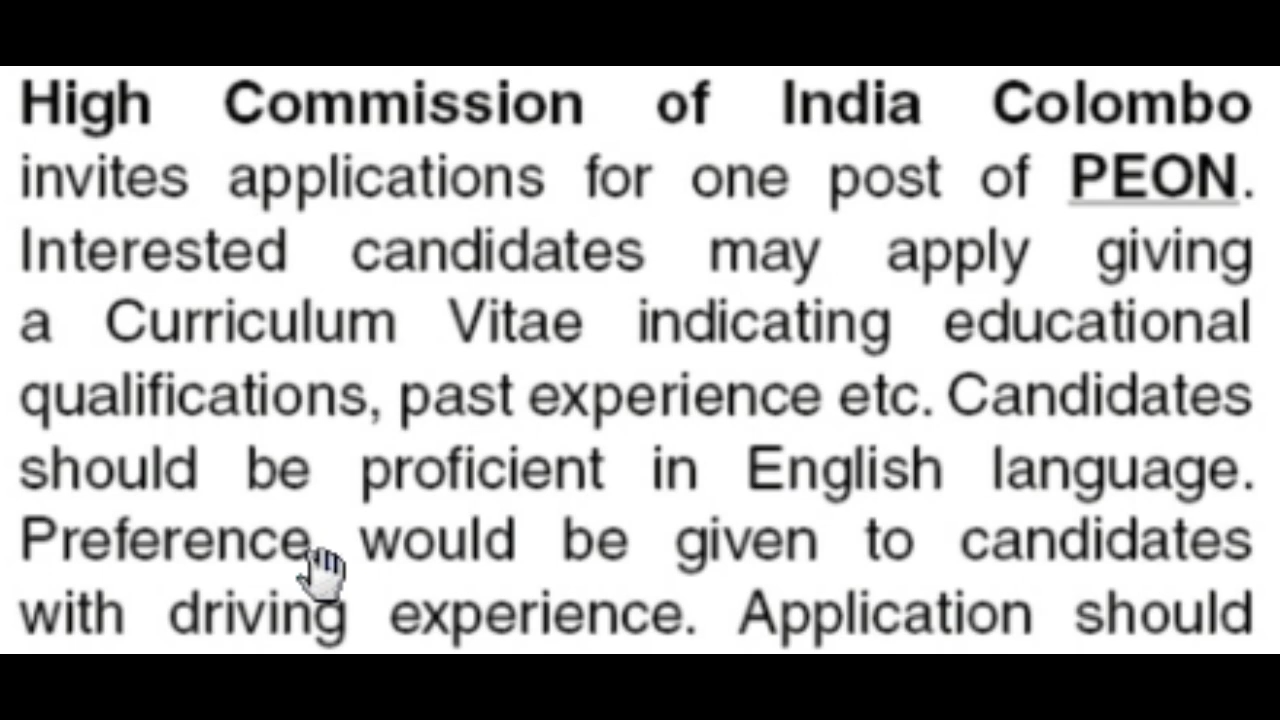 High Commission of India Colombo
invites applications for one post of PEON.
Interested candidates may apply giving
a Curriculum Vitae indicating educational
qualifications, past experience etc. Candidates
should be proficient in English language.
Preference would be given to candidates
with driving experience. Application should